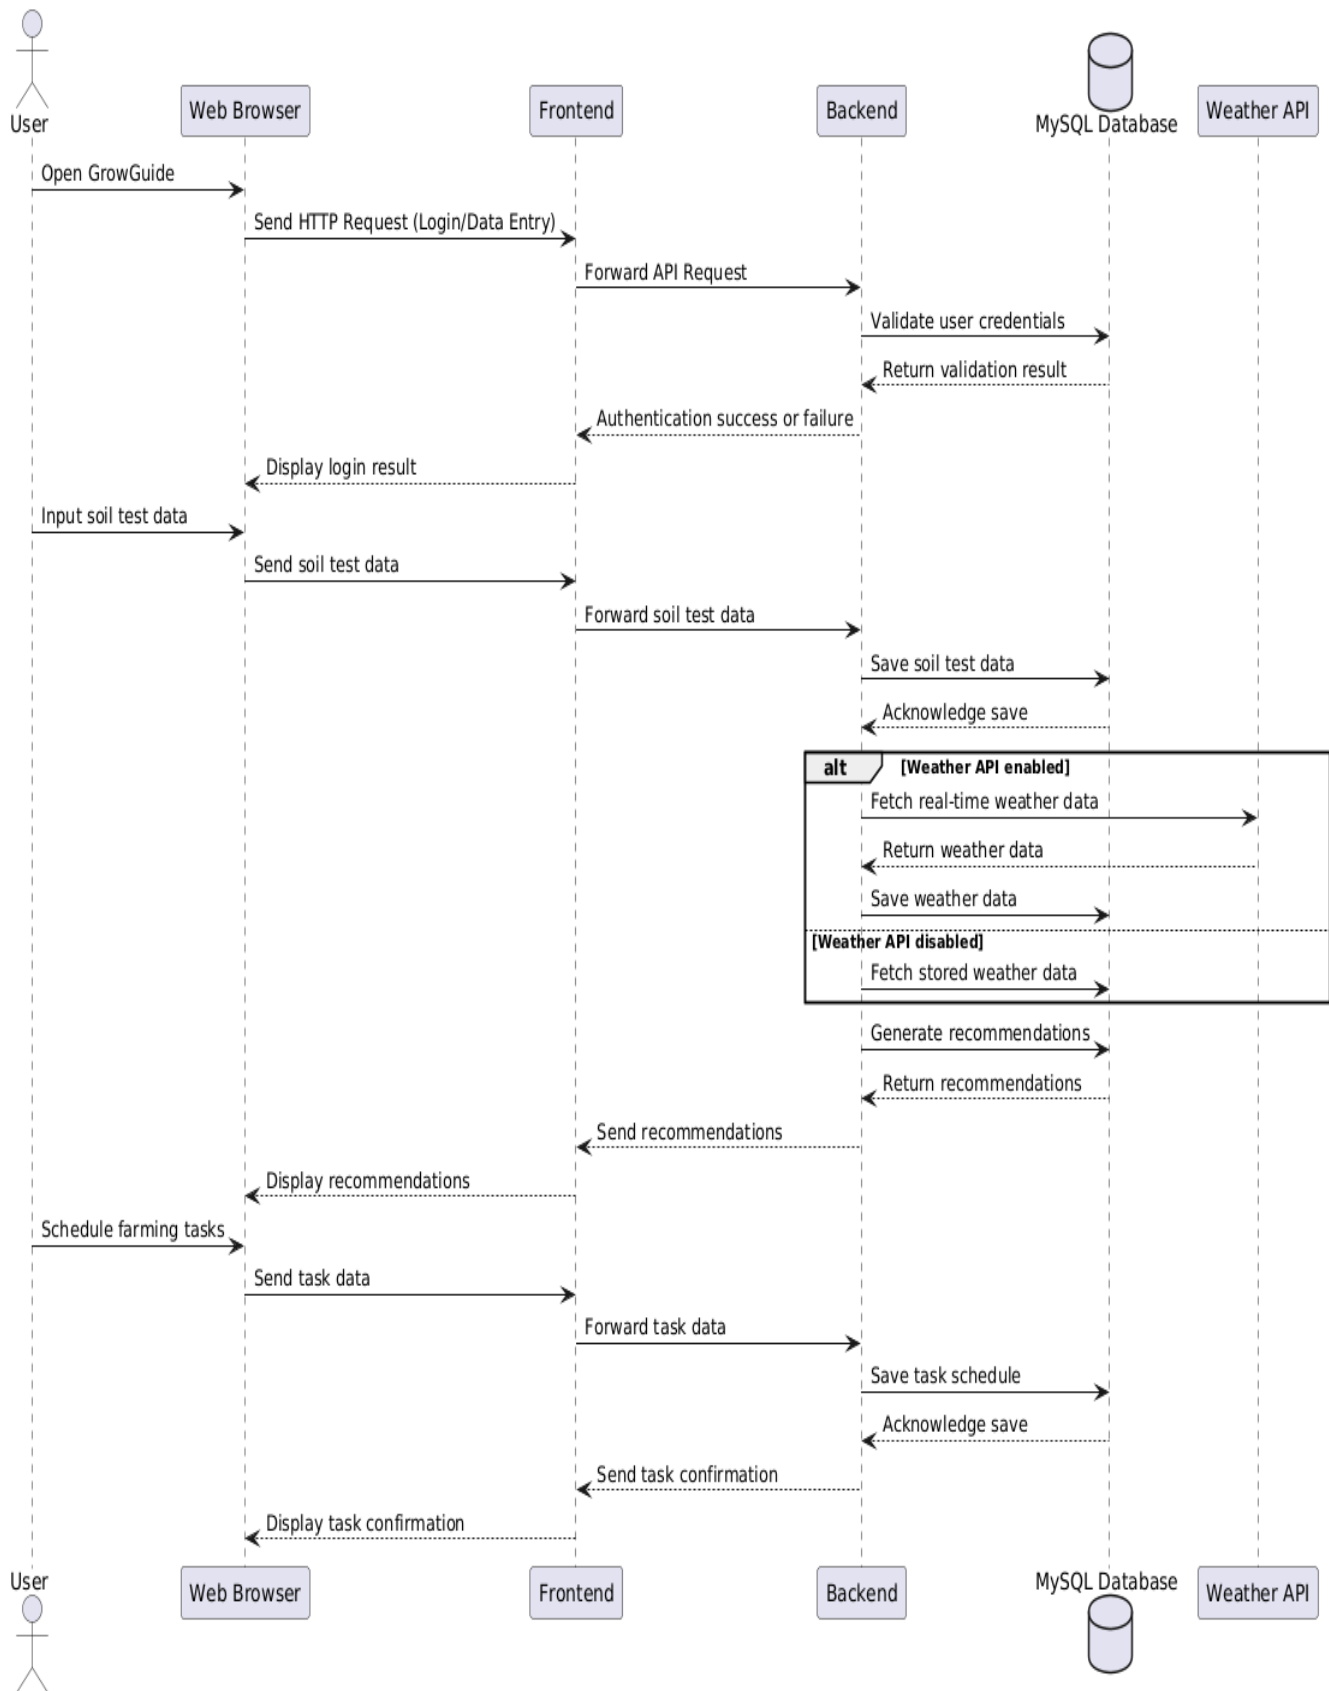 User
Web Browser
Frontend
Backend
MySQL Database
Weather API
Open GrowGuide
Send HTTP Request (Login/Data Entry)
Forward API Request
Validate user credentials
Return validation result
Authentication success or failure
Display login result
Input soil test data
Send soil test data
Forward soil test data
Save soil test data
Acknowledge save
alt [Weather API enabled]
Fetch real-time weather data
Return weather data
Save weather data
[Weather API disabled]
Fetch stored weather data
Generate recommendations
Return recommendations
Send recommendations
Display recommendations
Schedule farming tasks
Send task data
Forward task data
Save task schedule
Acknowledge save
Send task confirmation
Display task confirmation
User
Web Browser
Frontend
Backend
MySQL Database
Weather API